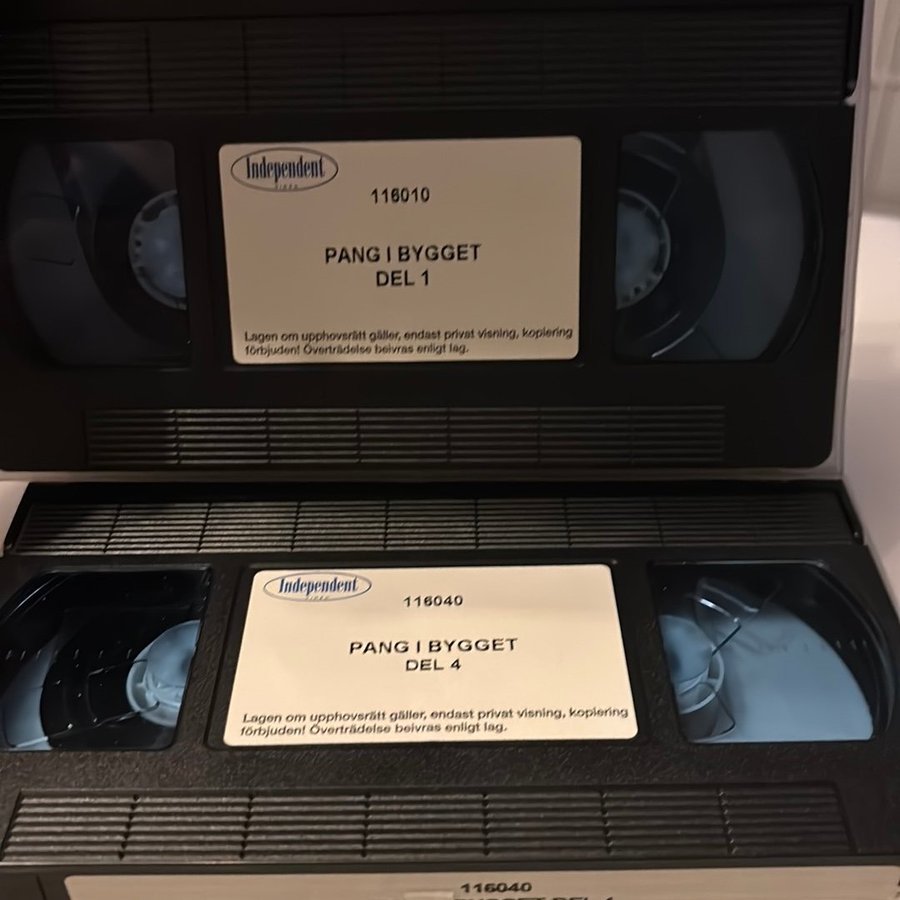 Independent
VIDEO
116010
PANG I BYGGET
DEL 1
Lagen om upphovsrätt gäller, endast privat visning, kopiering
förbjuden! Överträdelse beivras enligt lag.
Independent
VIDEO
116040
PANG I BYGGET
DEL 4
Lagen om upphovsrätt gäller, endast privat visning, kopiering
förbjuden! Överträdelse beivras enligt lag.
116040